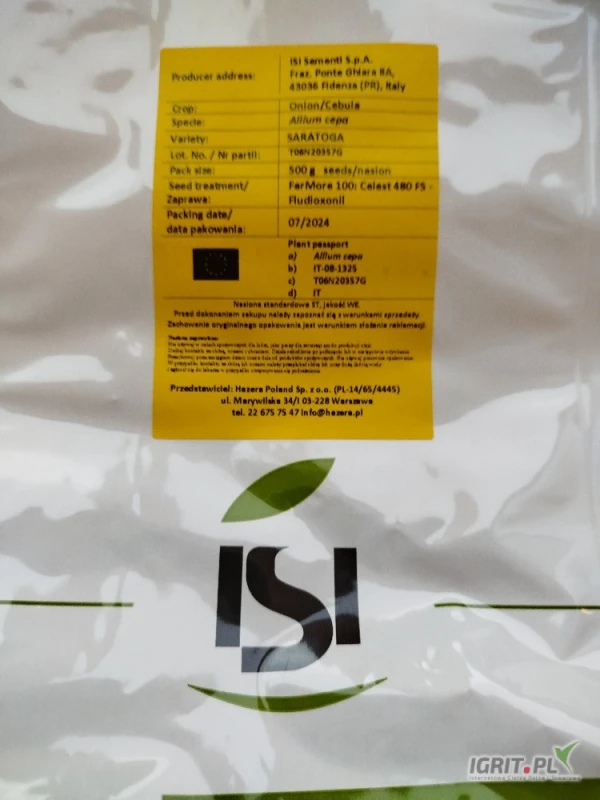 Producer address:
ISI Sementi S.p.A.
Fraz. Ponte Ghiara 8A,
43036 Fidenza (PR), Italy
Crop: Onion/Cebula
Specie: Allium cepa
Variety: SARATOGA
Lot. No. / Nr partii: T06N20357G
Pack size: 500 g seeds/nasion
Seed treatment/ FarMore 100: Celest 480 FS -
Zaprawa: Fludioxonil
Packing date/
data pakowania: 07/2024
Plant passport
a) Allium cepa
b) IT-08-1325
c) T06N20357G
d) IT
Nasiona standardowe ST, jakość WE.
Przed dokonaniem zakupu należy zapoznać się z warunkami sprzedaży.
Zachowanie oryginalnego opakowania jest warunkiem złożenia reklamacji.
Przedstawiciel: Hazera Poland Sp. z o.o. (PL-14/65/4445)
ul. Marywilska 34/I 03-228 Warszawa
tel. 22 675 75 47 info@hazera.pl
ISI
IGRIT.PL